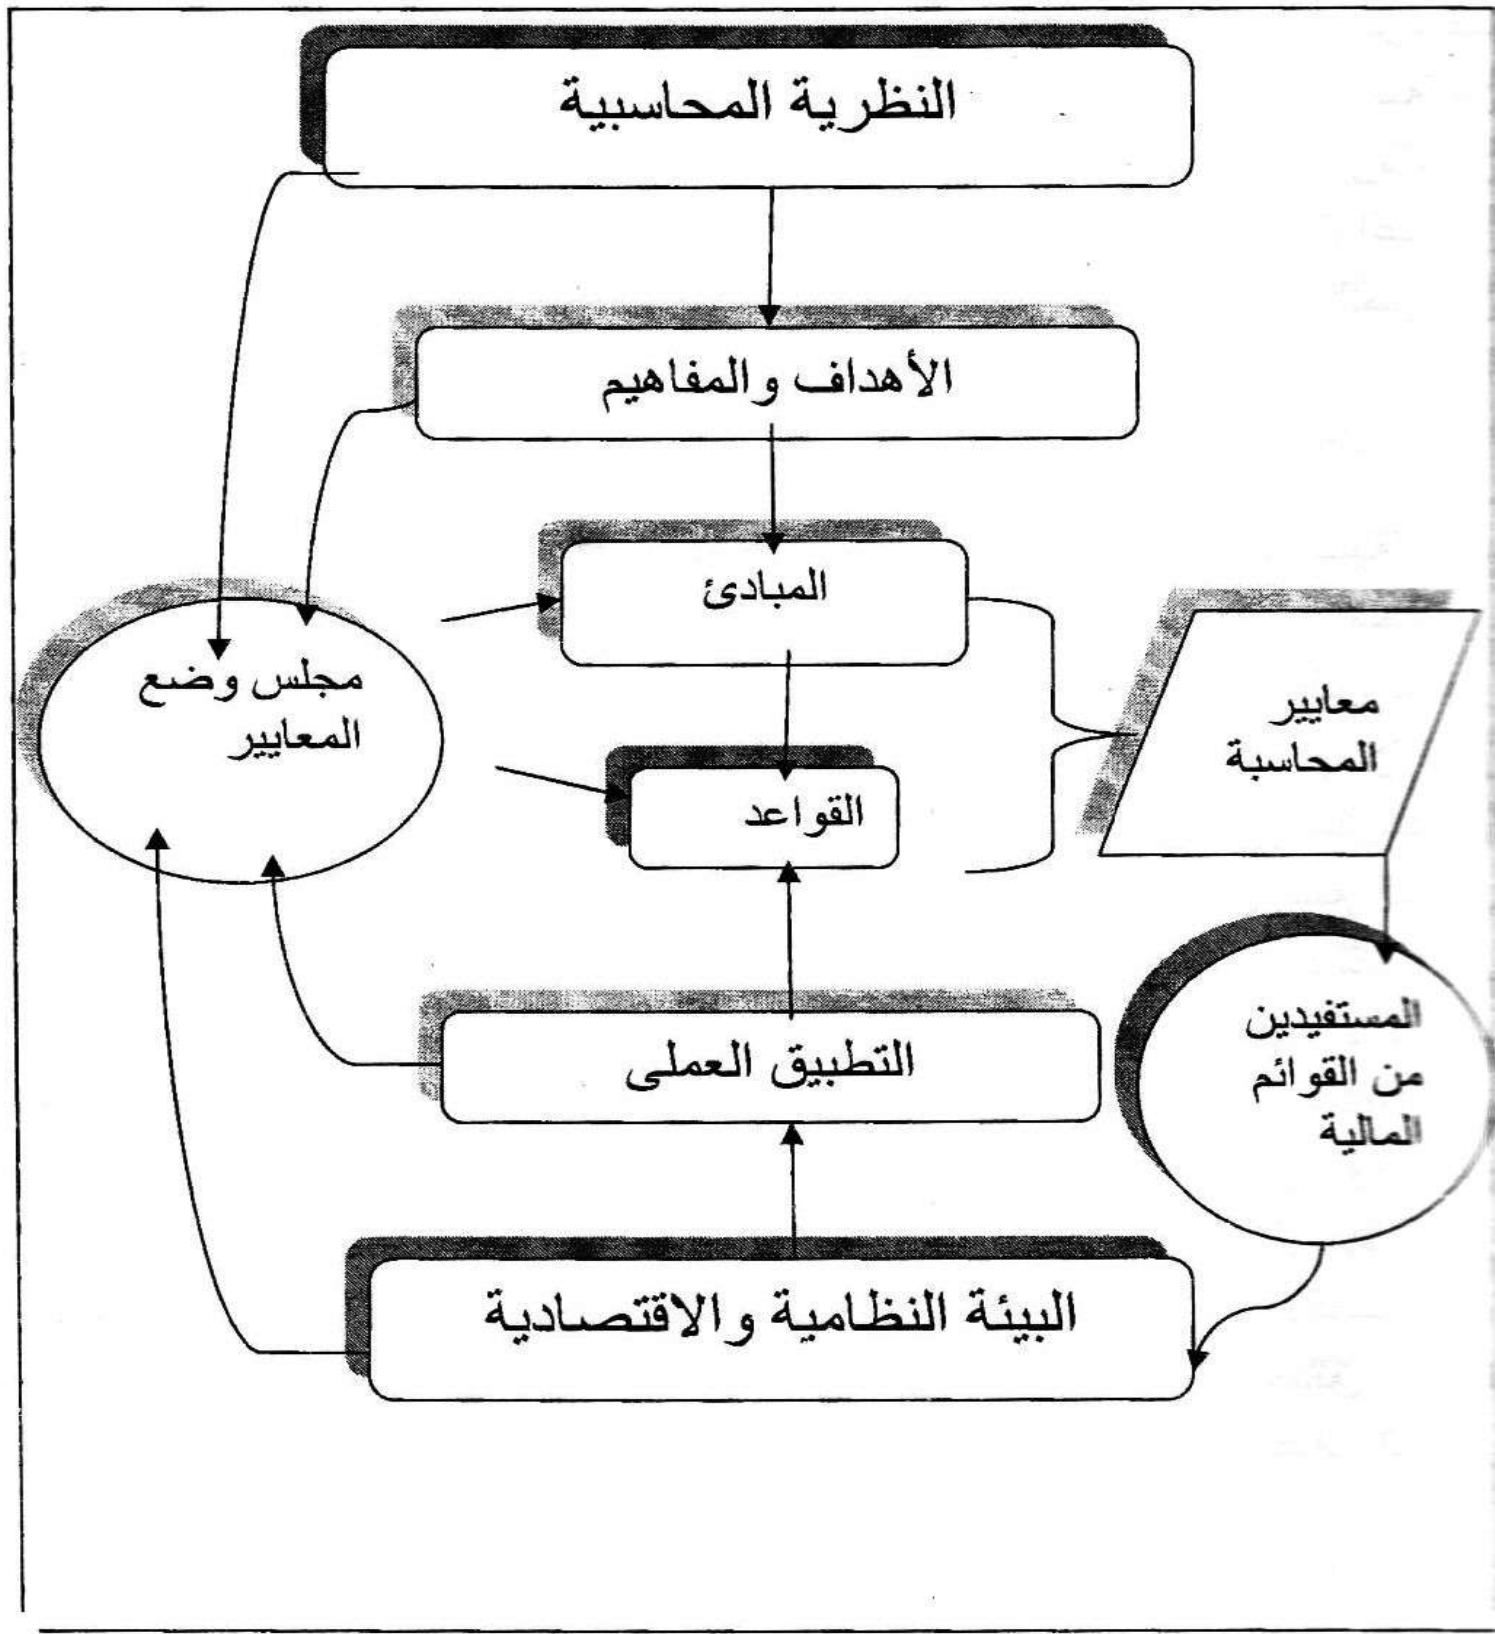 النظرية المحاسبية
الأهداف والمفاهيم
المبادئ
مجلس وضع
المعايير
معايير
المحاسبة
القواعد
المستفيدين
من القوائم
المالية
التطبيق العملى
البيئة النظامية والاقتصادية